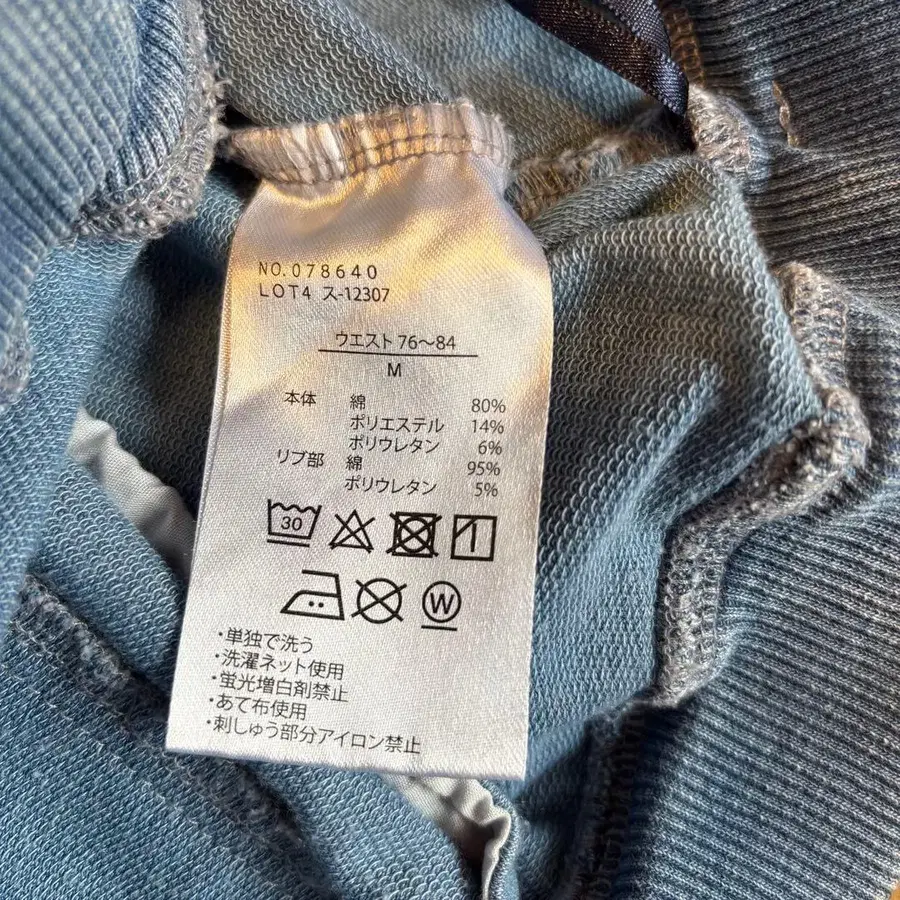 NO.078640
LOT4 ス-12307
ウエスト 76～84
M
本体 綿 80%
ポリエステル 14%
ポリウレタン 6%
リブ部 綿 95%
ポリウレタン 5%
30
W
・単独で洗う
・洗濯ネット使用
・蛍光増白剤禁止
・あて布使用
・刺しゅう部分アイロン禁止